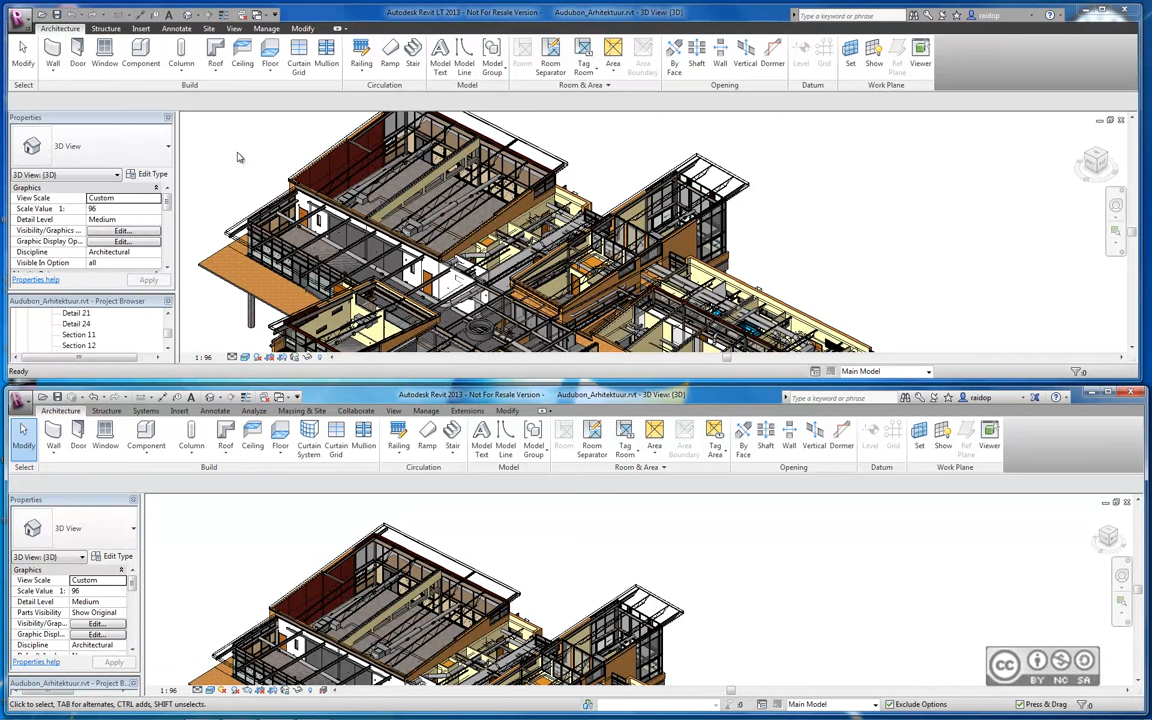 Autodesk Revit LT 2013 - Not For Resale Version - Audubon_Arhitektuur.rvt - 3D View: {3D}
Type a keyword or phrase
raidop
Architecture Structure Insert Annotate Site View Manage Modify
Modify Wall Door Window Component Column Roof Ceiling Floor Curtain Grid Mullion Railing Ramp Stair Model Text Model Line Model Group Room Room Separator Tag Room Area Area Boundary By Face Shaft Wall Vertical Dormer Level Grid Set Show Ref Plane Viewer
Select Build Circulation Model Room & Area Opening Datum Work Plane
Properties
3D View
3D View: {3D} Edit Type
Graphics
View Scale Custom
Scale Value 1: 96
Detail Level Medium
Visibility/Graphics Edit...
Graphic Display Op... Edit...
Discipline Architectural
Visible In Option all
Properties help Apply
Audubon_Arhitektuur.rvt - Project Browser
Detail 21
Detail 24
Section 11
Section 12
1 : 96
Ready
:0
Main Model
Autodesk Revit 2013 - Not For Resale Version - Audubon_Arhitektuur.rvt - 3D View: {3D}
Type a keyword or phrase
raidop
Architecture Structure Systems Insert Annotate Analyze Massing & Site Collaborate View Manage Extensions Modify
Modify Wall Door Window Component Column Roof Ceiling Floor Curtain System Curtain Grid Mullion Railing Ramp Stair Model Text Model Line Model Group Room Room Separator Tag Room Area Area Boundary Tag Area By Face Shaft Wall Vertical Dormer Level Grid Set Show Ref Plane Viewer
Select Build Circulation Model Room & Area Opening Datum Work Plane
Properties
3D View
3D View: {3D} Edit Type
Graphics
View Scale Custom
Scale Value 1: 96
Detail Level Medium
Parts Visibility Show Original
Visibility/Grap... Edit...
Graphic Displ... Edit...
Discipline Architectural
Properties help Apply
Audubon_Arhitektuur.rvt - Project B...
1 : 96
Click to select, TAB for alternates, CTRL adds, SHIFT unselects.
:0
Main Model
Exclude Options
Press & Drag
:0
cc
BY NC SA